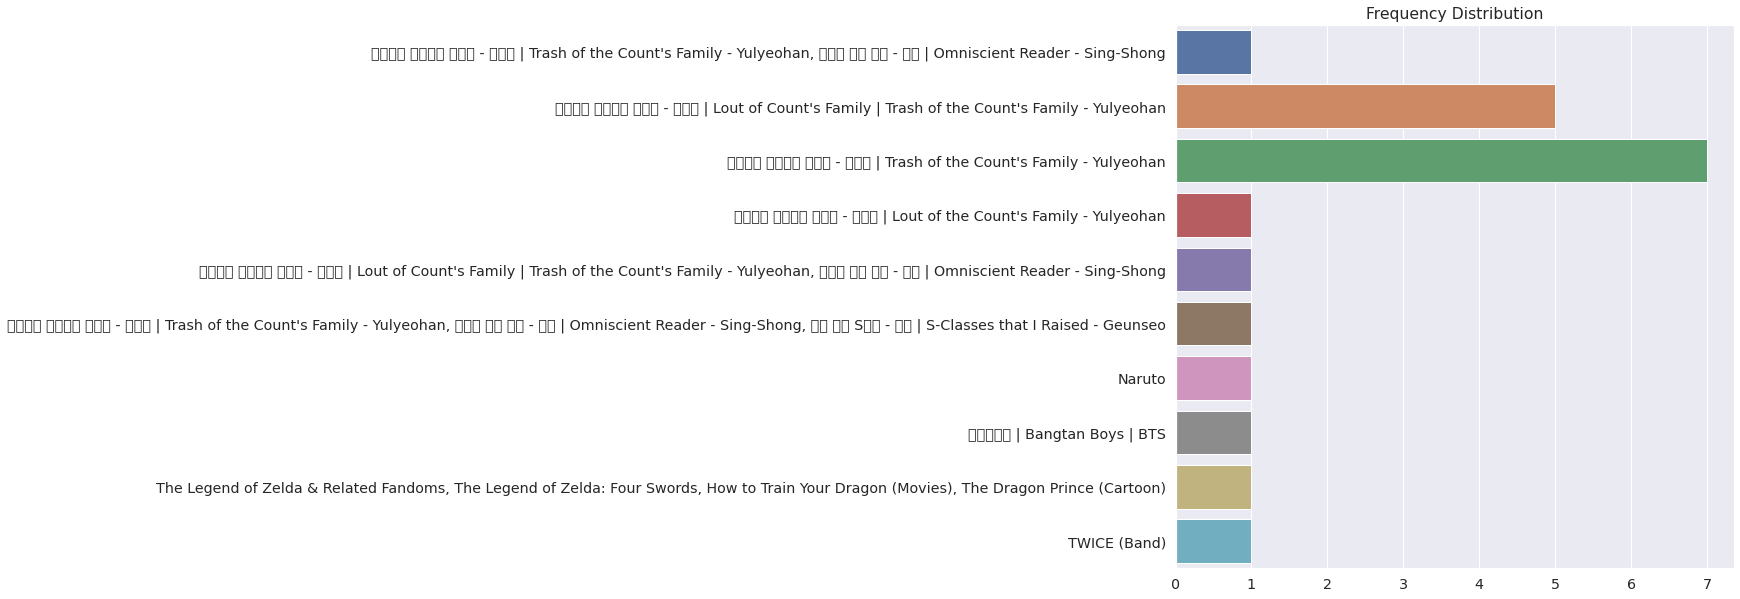 Frequency Distribution
- | Trash of the Count's Family - Yulyeohan, - | Omniscient Reader - Sing-Shong
- | Lout of Count's Family | Trash of the Count's Family - Yulyeohan
- | Trash of the Count's Family - Yulyeohan
- | Lout of the Count's Family - Yulyeohan
- | Lout of Count's Family | Trash of the Count's Family - Yulyeohan, - | Omniscient Reader - Sing-Shong
- | Trash of the Count's Family - Yulyeohan, - | Omniscient Reader - Sing-Shong, - | S-Classes that I Raised - Geunseo
Naruto
| Bangtan Boys | BTS
The Legend of Zelda & Related Fandoms, The Legend of Zelda: Four Swords, How to Train Your Dragon (Movies), The Dragon Prince (Cartoon)
TWICE (Band)
0 1 2 3 4 5 6 7